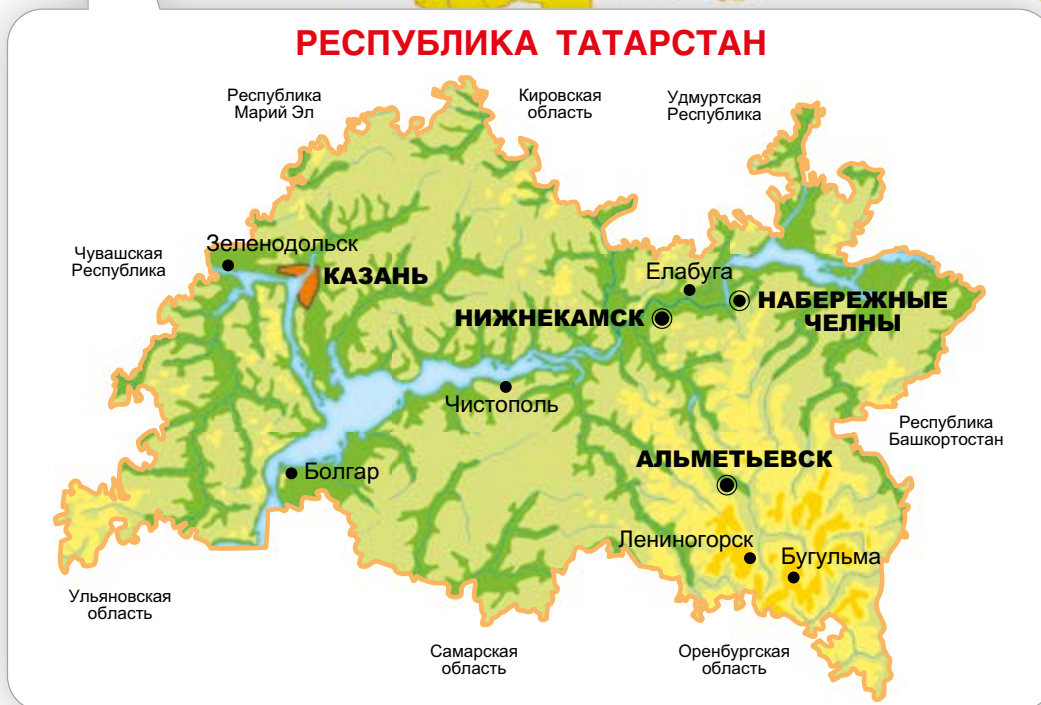 РЕСПУБЛИКА ТАТАРСТАН
Республика
Марий Эл
Кировская
область
Удмуртская
Республика
Чувашская
Республика
Зеленодольск
КАЗАНЬ
Елабуга
НАБЕРЕЖНЫЕ
ЧЕЛНЫ
НИЖНЕКАМСК
Чистополь
Республика
Башкортостан
Болгар
АЛЬМЕТЬЕВСК
Лениногорск
Бугульма
Ульяновская
область
Самарская
область
Оренбургская
область